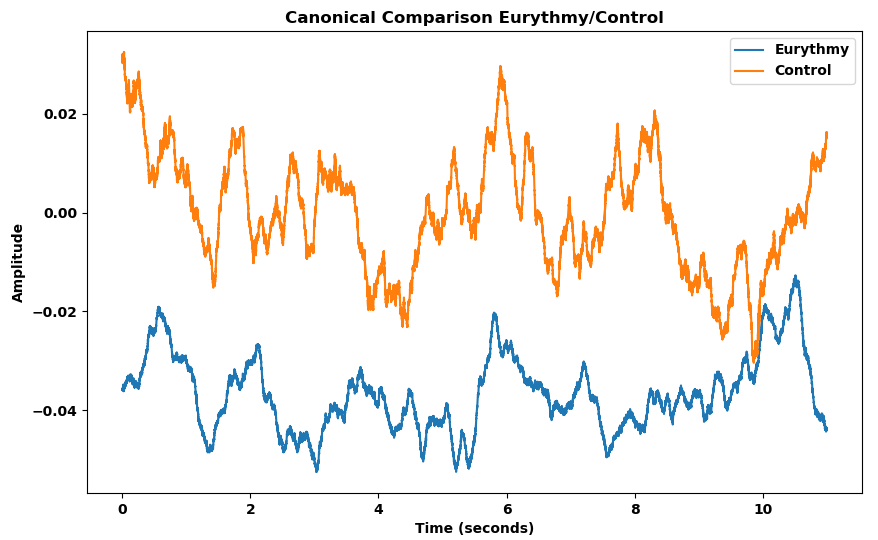 Canonical Comparison Eurythmy/Control
Eurythmy
Control
0.02
0.00
−0.02
−0.04
Amplitude
0
2
4
6
8
10
Time (seconds)